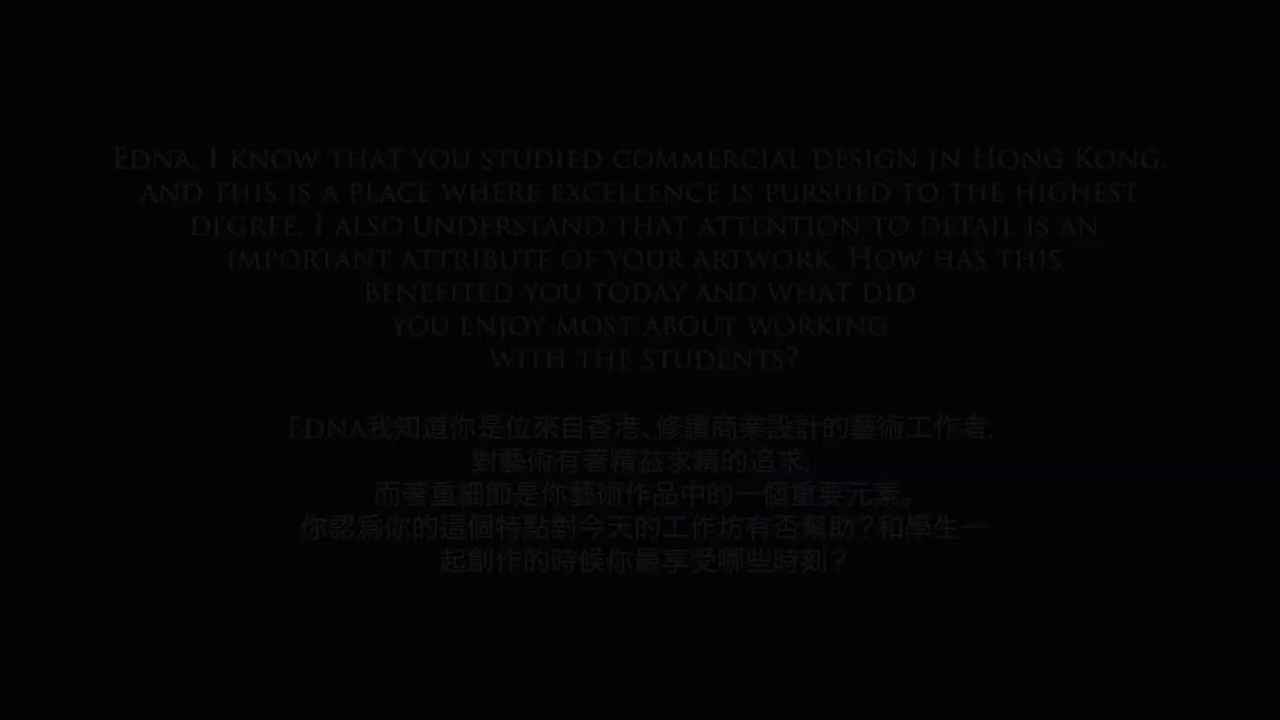 Edna, I know that you studied commercial design in Hong Kong,
and this is a place where excellence is pursued to the highest
degree. I also understand that attention to detail is an
important attribute of your artwork. How has this
benefited you today and what did
you enjoy most about working
with the students?
Edna我知道你是位來自香港、修讀商業設計的藝術工作者,
對藝術有著精益求精的追求,
而著重細節是你藝術作品中的一個重要元素。
你認爲你的這個特點對今天的工作坊有否幫助?和學生一
起創作的時候你最享受哪些時刻?